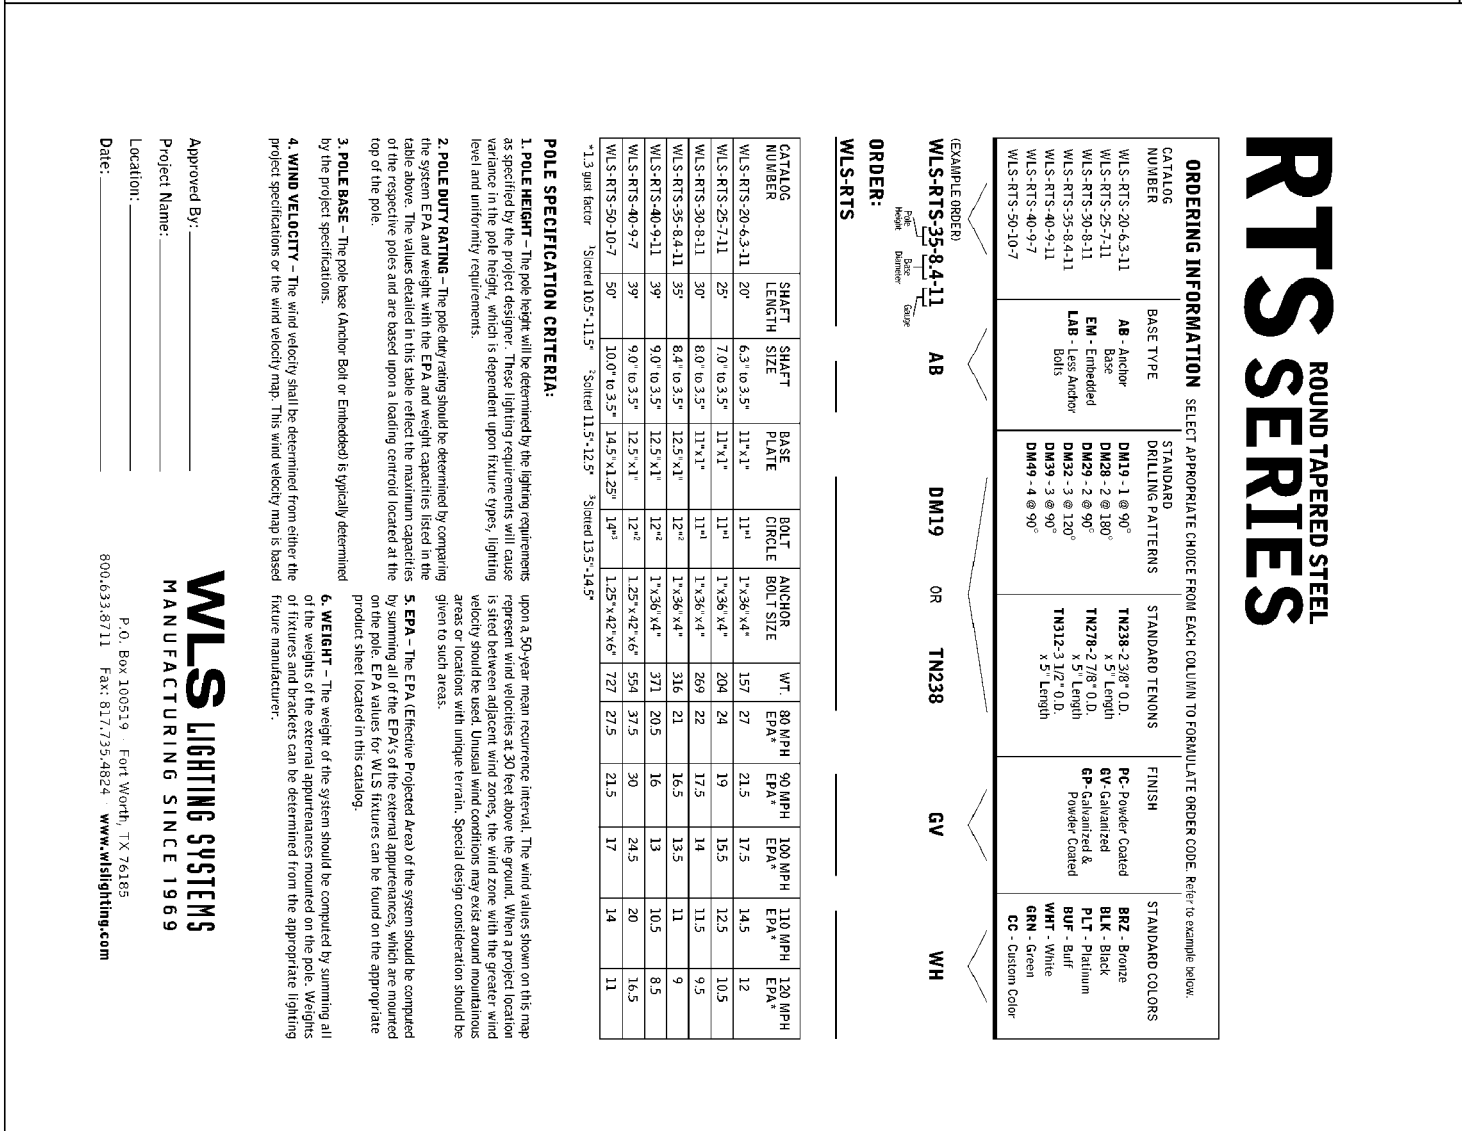 RTS SERIES
ROUND TAPERED STEEL
ORDERING INFORMATION SELECT APPROPRIATE CHOICE FROM EACH COLUMN TO FORMULATE ORDER CODE. Refer to example below.
CATALOG NUMBER
WLS-RTS-20-6.3-11
WLS-RTS-25-7-11
WLS-RTS-30-8-11
WLS-RTS-35-8.4-11
WLS-RTS-40-9-11
WLS-RTS-40-9-7
WLS-RTS-50-10-7
BASE TYPE
AB - Anchor
Base
EM - Embedded
LAB - Less Anchor
Bolts
STANDARD
DRILLING PATTERNS
DM19 - 1 @ 90°
DM28 - 2 @ 180°
DM29 - 2 @ 90°
DM32 - 3 @ 120°
DM39 - 3 @ 90°
DM49 - 4 @ 90°
STANDARD TENONS
TN238-2 3/8" O.D.
x 5" Length
TN278-2 7/8" O.D.
x 5" Length
TN312-3 1/2" O.D.
x 5" Length
FINISH
PC- Powder Coated
GV- Galvanized
GP-Galvanized &
Powder Coated
STANDARD COLORS
BRZ - Bronze
BLK - Black
PLT - Platinum
BUF - Buff
WHT - White
GRN - Green
CC - Custom Color
(EXAMPLE ORDER)
WLS-RTS-35-8.4-11 AB DM19 OR TN238 GV WH
Pole Height
Base Diameter
Gauge
ORDER:
WLS-RTS
CATALOG NUMBER SHAFT LENGTH SHAFT SIZE BASE PLATE BOLT CIRCLE ANCHOR BOLT SIZE WT. 80 MPH EPA* 90 MPH EPA* 100 MPH EPA* 110 MPH EPA* 120 MPH EPA*
WLS-RTS-20-6.3-11 20' 6.3" to 3.5" 11"x1" 11"¹ 1"x36"x4" 157 27 21.5 17.5 14.5 12
WLS-RTS-25-7-11 25' 7.0" to 3.5" 11"x1" 11"¹ 1"x36"x4" 204 24 19 15.5 12.5 10.5
WLS-RTS-30-8-11 30' 8.0" to 3.5" 11"x1" 11"¹ 1"x36"x4" 269 22 17.5 14 11.5 9.5
WLS-RTS-35-8.4-11 35' 8.4" to 3.5" 12.5"x1" 12"² 1"x36"x4" 316 21 16.5 13.5 11 9
WLS-RTS-40-9-11 39' 9.0" to 3.5" 12.5"x1" 12"² 1"x36"x4" 371 20.5 16 13 10.5 8.5
WLS-RTS-40-9-7 39' 9.0" to 3.5" 12.5"x1" 12"² 1.25"x42"x6" 554 37.5 30 24.5 20 16.5
WLS-RTS-50-10-7 50' 10.0" to 3.5" 14.5"x1.25" 14"³ 1.25"x42"x6" 727 27.5 21.5 17 14 11
*1.3 gust factor ¹Slotted 10.5"-11.5" ²Soltted 11.5"-12.5" ³Slotted 13.5"-14.5"
POLE SPECIFICATION CRITERIA:
1. POLE HEIGHT – The pole height will be determined by the lighting requirements
as specified by the project designer. These lighting requirements will cause
variance in the pole height, which is dependent upon fixture types, lighting
level and uniformity requirements.
2. POLE DUTY RATING – The pole duty rating should be determined by comparing
the system EPA and weight with the EPA and weight capacities listed in the
table above. The values detailed in this table reflect the maximum capacities
of the respective poles and are based upon a loading centroid located at the
top of the pole.
3. POLE BASE – The pole base (Anchor Bolt or Embedded) is typically determined
by the project specifications.
4. WIND VELOCITY – The wind velocity shall be determined from either the
project specifications or the wind velocity map. This wind velocity map is based
upon a 50-year mean recurrence interval. The wind values shown on this map
represent wind velocities at 30 feet above the ground. When a project location
is sited between adjacent wind zones, the wind zone with the greater wind
velocity should be used. Unusual wind conditions may exist around mountainous
areas or locations with unique terrain. Special design consideration should be
given to such areas.
5. EPA – The EPA (Effective Projected Area) of the system should be computed
by summing all of the EPA's of the external appurtenances, which are mounted
on the pole. EPA values for WLS fixtures can be found on the appropriate
product sheet located in this catalog.
6. WEIGHT – The weight of the system should be computed by summing all
of the weights of the external appurtenances mounted on the pole. Weights
of fixtures and brackets can be determined from the appropriate lighting
fixture manufacturer.
Approved By:
Project Name:
Location:
Date:
WLS LIGHTING SYSTEMS
MANUFACTURING SINCE 1969
P.O. Box 100519 · Fort Worth, TX 76185
800.633.8711 Fax: 817.735.4824 · www.wlslighting.com